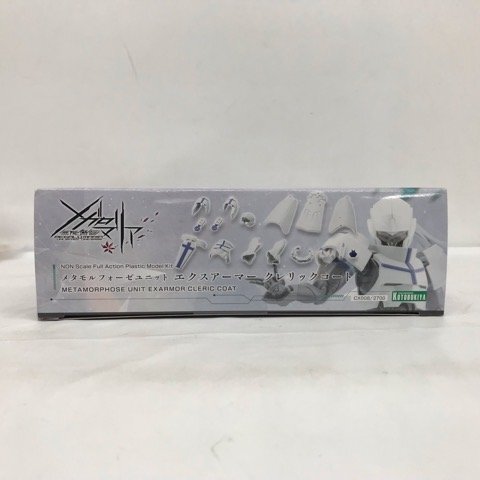 メガロマリア
NON Scale Full Action Plastic Model Kit
メタモルフォーゼユニット エクスアーマー クレリックコート
METAMORPHOSE UNIT EXARMOR CLERIC COAT
CX008/2700
KOTOBUKIYA